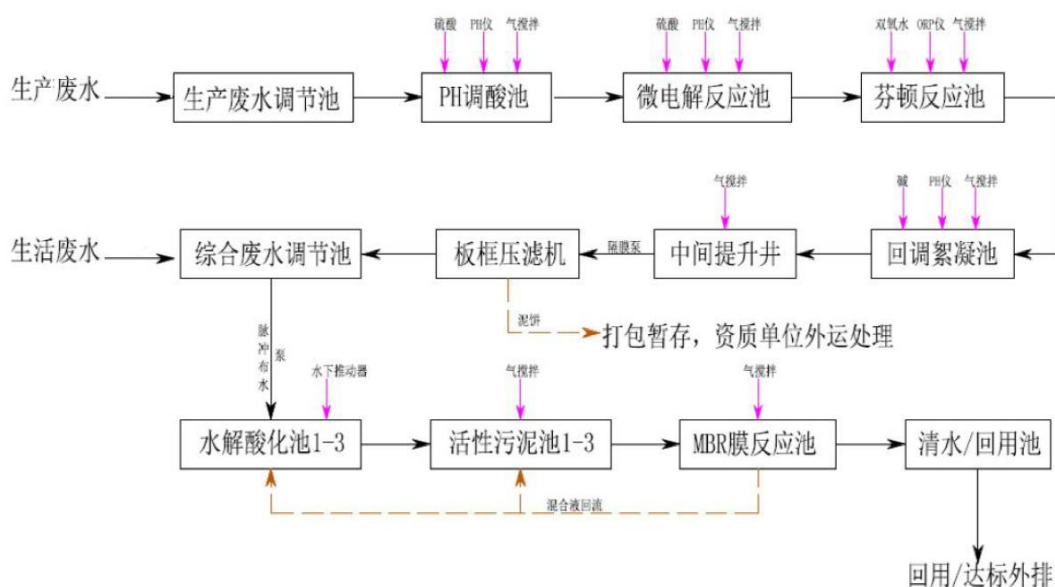 硫酸 PH仪 气搅拌
硫酸 PH仪 气搅拌
双氧水 ORP仪 气搅拌
生产废水
生产废水调节池
PH调酸池
微电解反应池
芬顿反应池
气搅拌
碱 PH仪 气搅拌
生活废水
综合废水调节池
板框压滤机
隔膜泵
中间提升井
回调絮凝池
泥饼
打包暂存，资质单位外运处理
脉冲布水
泵
水下推动器
气搅拌
气搅拌
水解酸化池1-3
活性污泥池1-3
MBR膜反应池
清水/回用池
混合液回流
回用/达标外排